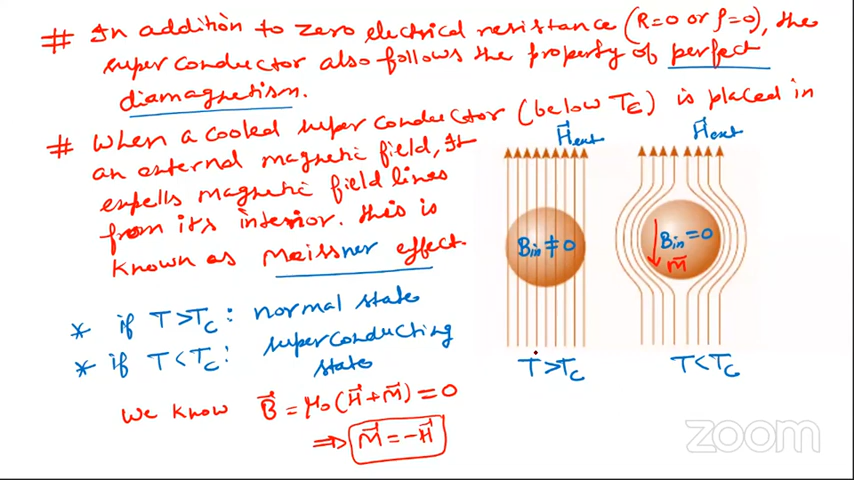 # In addition to zero electrical resistance (R=0 or ρ=0), the
super conductor also follows the property of perfect
diamagnetism.
# When a cooled super conductor (below Tc) is placed in
an external magnetic field, It
expells magnetic field lines
from its interior. this is
known as Meissner effect.
* if T>Tc: normal state
* if T<Tc: superconducting
state
We know B⃗ = μ₀(H⃗+M⃗) = 0
⇒ M⃗ = -H⃗
H⃗ext
H⃗ext
Bin ≠ 0
Bin = 0
M⃗
T>Tc
T<Tc
zoom